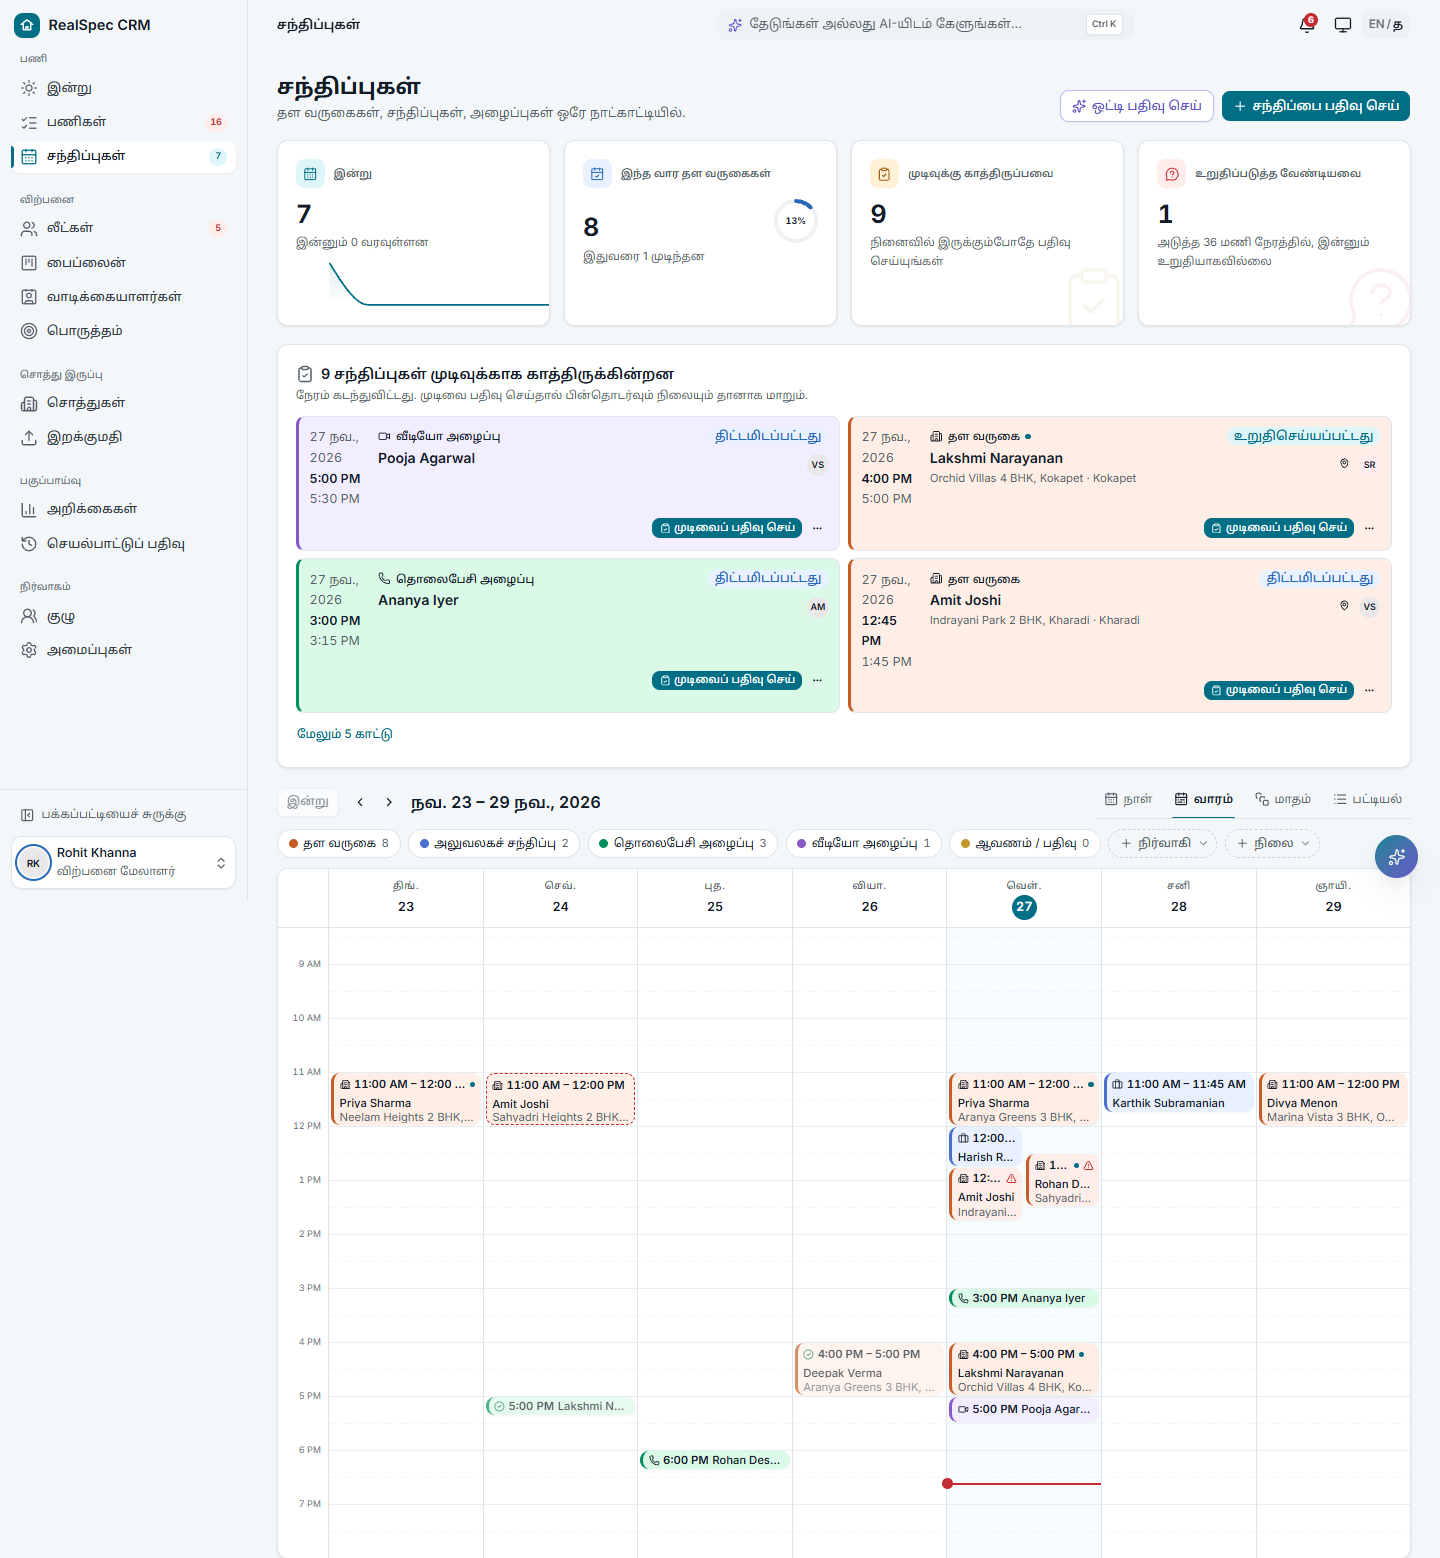 RealSpec CRM
பணி
இன்று
பணிகள் 16
சந்திப்புகள் 7
விற்பனை
லீட்கள் 5
பைப்லைன்
வாடிக்கையாளர்கள்
பொருத்தம்
சொத்து இருப்பு
சொத்துகள்
இறக்குமதி
பகுப்பாய்வு
அறிக்கைகள்
செயல்பாட்டுப் பதிவு
நிர்வாகம்
குழு
அமைப்புகள்
பக்கப்பட்டியைச் சுருக்கு
RK
Rohit Khanna
விற்பனை மேலாளர்
சந்திப்புகள்
தேடுங்கள் அல்லது AI-யிடம் கேளுங்கள்...
Ctrl K
6
EN / த
சந்திப்புகள்
தள வருகைகள், சந்திப்புகள், அழைப்புகள் ஒரே நாட்காட்டியில்.
ஒட்டி பதிவு செய்
சந்திப்பை பதிவு செய்
இன்று
7
இன்னும் 0 வரவுள்ளன
இந்த வார தள வருகைகள்
8
13%
இதுவரை 1 முடிந்தன
முடிவுக்கு காத்திருப்பவை
9
நினைவில் இருக்கும்போதே பதிவு
செய்யுங்கள்
உறுதிப்படுத்த வேண்டியவை
1
அடுத்த 36 மணி நேரத்தில், இன்னும்
உறுதியாகவில்லை
9 சந்திப்புகள் முடிவுக்காக காத்திருக்கின்றன
நேரம் கடந்துவிட்டது. முடிவை பதிவு செய்தால் பின்தொடர்வும் நிலையும் தானாக மாறும்.
27 நவ.,
2026
5:00 PM
5:30 PM
வீடியோ அழைப்பு
Pooja Agarwal
திட்டமிடப்பட்டது
VS
முடிவைப் பதிவு செய்
27 நவ.,
2026
4:00 PM
5:00 PM
தள வருகை
Lakshmi Narayanan
Orchid Villas 4 BHK, Kokapet · Kokapet
உறுதிசெய்யப்பட்டது
SR
முடிவைப் பதிவு செய்
27 நவ.,
2026
3:00 PM
3:15 PM
தொலைபேசி அழைப்பு
Ananya Iyer
திட்டமிடப்பட்டது
AM
முடிவைப் பதிவு செய்
27 நவ.,
2026
12:45
PM
1:45 PM
தள வருகை
Amit Joshi
Indrayani Park 2 BHK, Kharadi · Kharadi
திட்டமிடப்பட்டது
VS
முடிவைப் பதிவு செய்
மேலும் 5 காட்டு
இன்று
நவ. 23 – 29 நவ., 2026
நாள்
வாரம்
மாதம்
பட்டியல்
தள வருகை 8
அலுவலகச் சந்திப்பு 2
தொலைபேசி அழைப்பு 3
வீடியோ அழைப்பு 1
ஆவணம் / பதிவு 0
நிர்வாகி
நிலை
திங். 23
செவ். 24
புத. 25
வியா. 26
வெள். 27
சனி 28
ஞாயி. 29
9 AM
10 AM
11 AM
12 PM
1 PM
2 PM
3 PM
4 PM
5 PM
6 PM
7 PM
11:00 AM – 12:00 ...
Priya Sharma
Neelam Heights 2 BHK,...
11:00 AM – 12:00 PM
Amit Joshi
Sahyadri Heights 2 BHK...
5:00 PM Lakshmi N...
6:00 PM Rohan Des...
4:00 PM – 5:00 PM
Deepak Verma
Aranya Greens 3 BHK, ...
11:00 AM – 12:00 ...
Priya Sharma
Aranya Greens 3 BHK, ...
12:00...
Harish R...
12:...
Amit Joshi
Indrayani...
1...
Rohan D...
Sahyadri...
3:00 PM Ananya Iyer
4:00 PM – 5:00 PM
Lakshmi Narayanan
Orchid Villas 4 BHK, Ko...
5:00 PM Pooja Agar...
11:00 AM – 11:45 AM
Karthik Subramanian
11:00 AM – 12:00 PM
Divya Menon
Marina Vista 3 BHK, O...